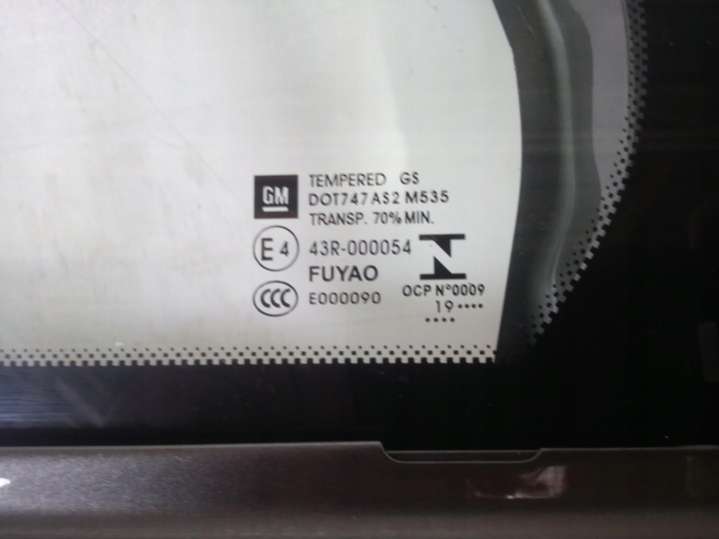 GM
TEMPERED GS
DOT747 AS2 M535
TRANSP. 70% MIN.
E4 43R-000054
FUYAO
CCC E000090
N
OCP Nº0009
19 ••••
••••